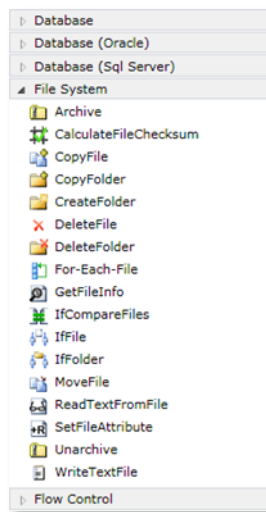 Database
Database (Oracle)
Database (Sql Server)
File System
Archive
CalculateFileChecksum
CopyFile
CopyFolder
CreateFolder
DeleteFile
DeleteFolder
For-Each-File
GetFileInfo
IfCompareFiles
IfFile
IfFolder
MoveFile
ReadTextFromFile
SetFileAttribute
Unarchive
WriteTextFile
Flow Control